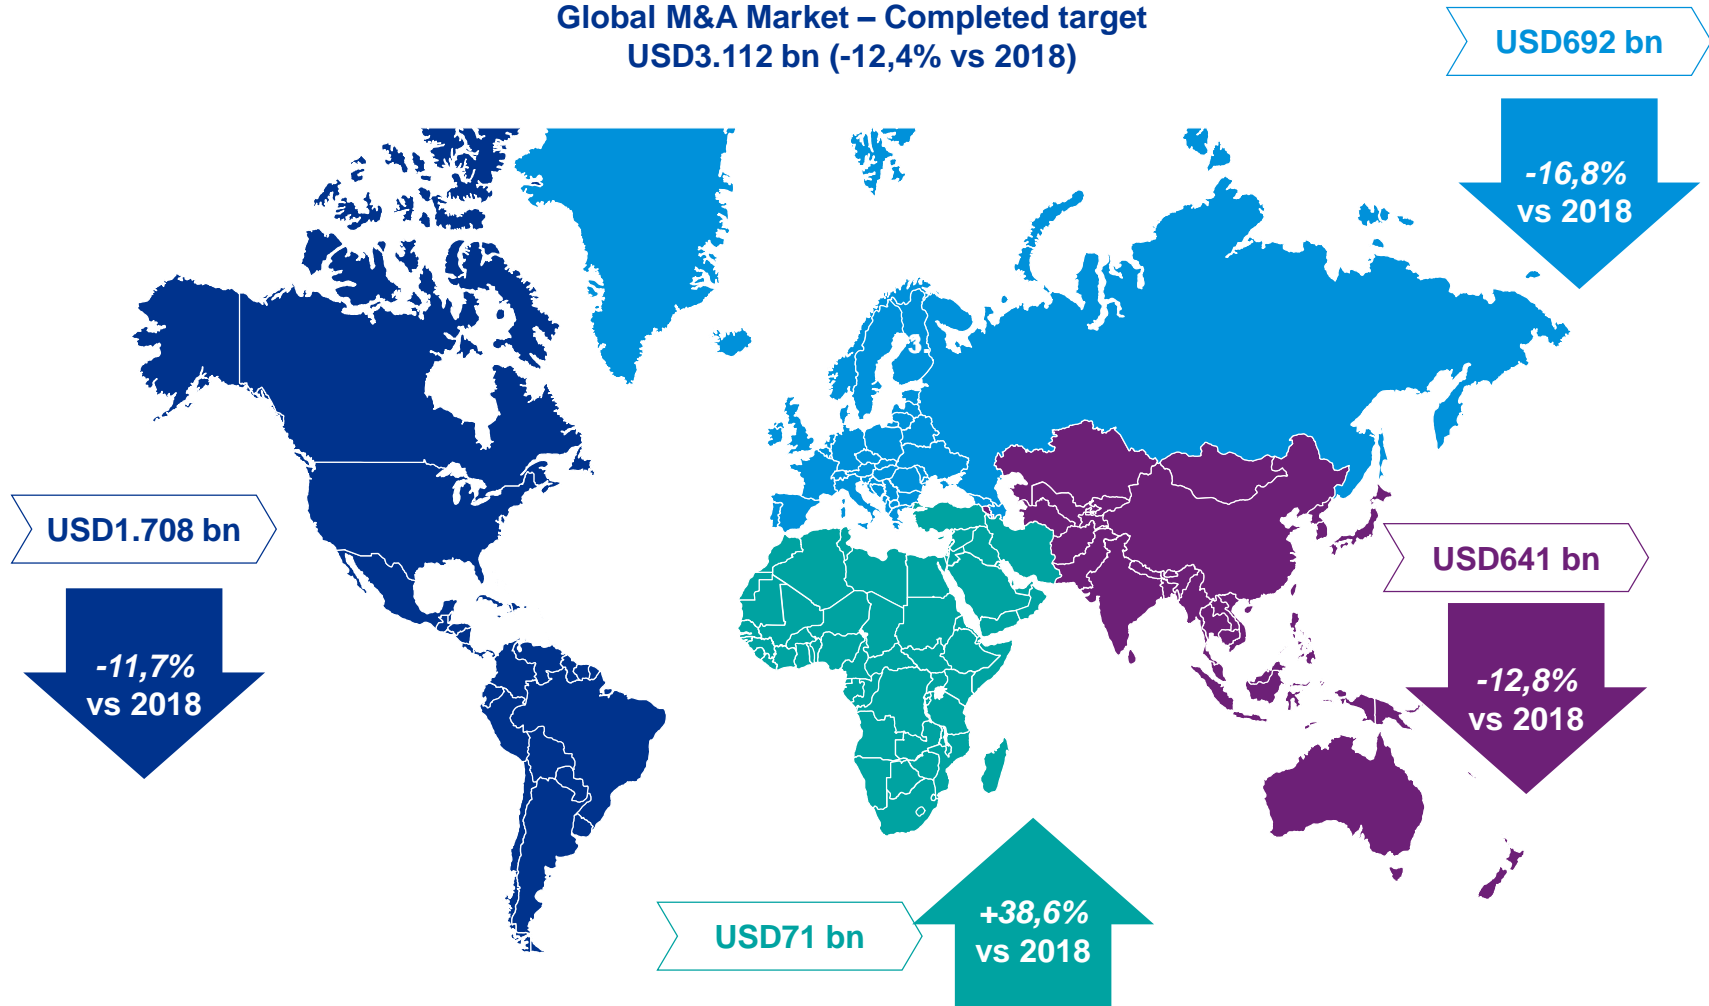 Global M&A Market – Completed target
USD3.112 bn (-12,4% vs 2018)
USD692 bn
-16,8%
vs 2018
3.
USD1.708 bn
-11,7%
vs 2018
USD641 bn
-12,8%
vs 2018
USD71 bn
+38,6%
vs 2018